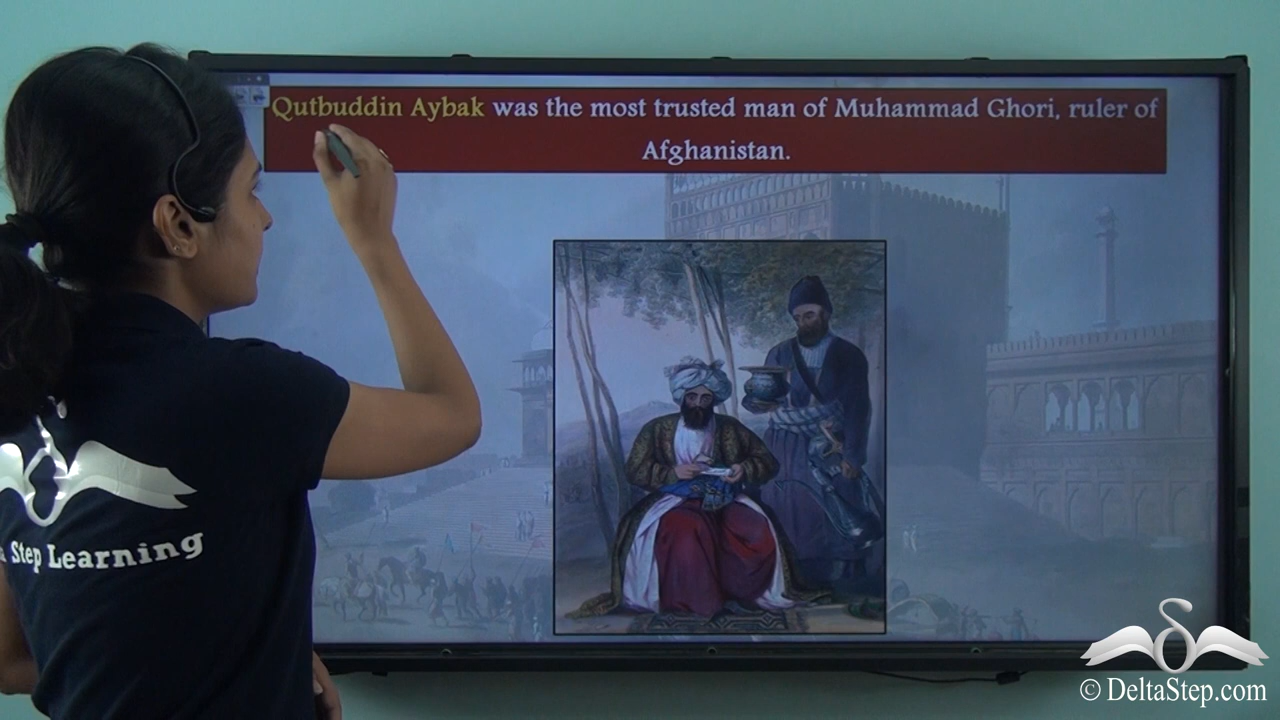 Qutbuddin Aybak was the most trusted man of Muhammad Ghori, ruler of
Afghanistan.
Step Learning
© DeltaStep.com